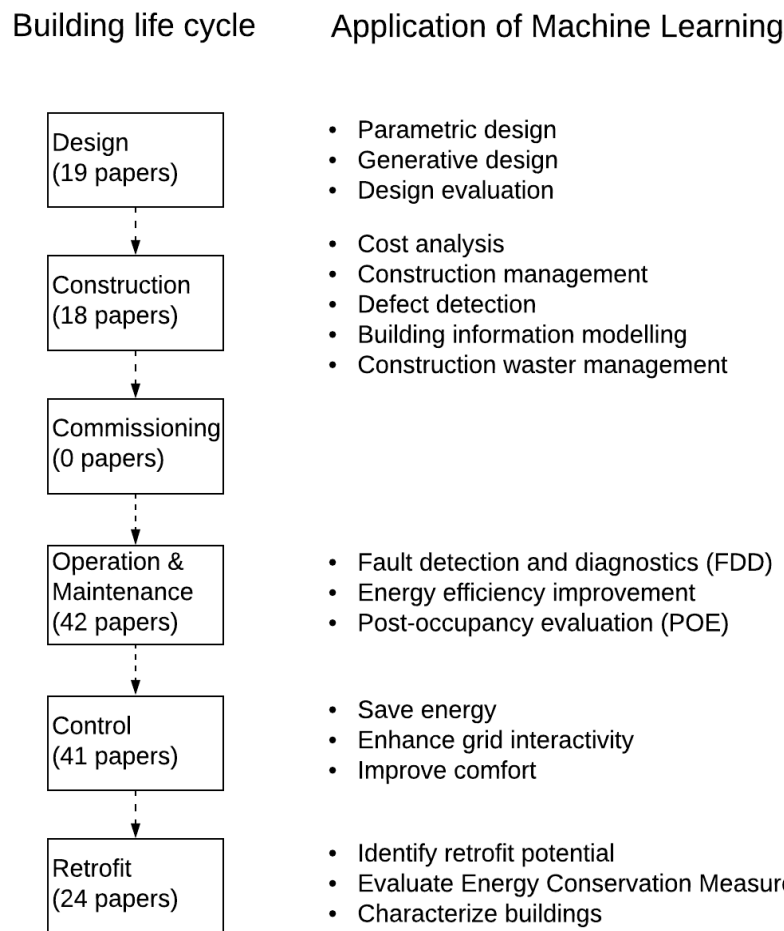 Building life cycle
Application of Machine Learning
Design
(19 papers)
• Parametric design
• Generative design
• Design evaluation
Construction
(18 papers)
• Cost analysis
• Construction management
• Defect detection
• Building information modelling
• Construction waster management
Commissioning
(0 papers)
Operation &
Maintenance
(42 papers)
• Fault detection and diagnostics (FDD)
• Energy efficiency improvement
• Post-occupancy evaluation (POE)
Control
(41 papers)
• Save energy
• Enhance grid interactivity
• Improve comfort
Retrofit
(24 papers)
• Identify retrofit potential
• Evaluate Energy Conservation Measure
• Characterize buildings